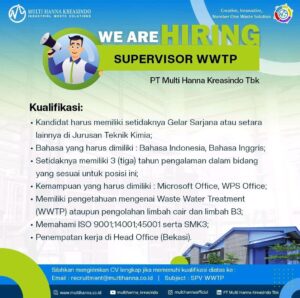 MULTI HANNA KREASINDO
INDUSTRIAL WASTE SOLUTIONS
Creative, Innovative,
Number One Waste Solution
WE ARE HIRING
SUPERVISOR WWTP
PT Multi Hanna Kreasindo Tbk
Kualifikasi:
• Kandidat harus memiliki setidaknya Gelar Sarjana atau setara
lainnya di Jurusan Teknik Kimia;
• Bahasa yang harus dimiliki : Bahasa Indonesia, Bahasa Inggris;
• Setidaknya memiliki 3 (tiga) tahun pengalaman dalam bidang
yang sesuai untuk posisi ini;
• Kemampuan yang harus dimiliki : Microsoft Office, WPS Office;
• Memiliki pengetahuan mengenai Waste Water Treatment
(WWTP) ataupun pengolahan limbah cair dan limbah B3;
• Memahami ISO 9001;14001;45001 serta SMK3;
• Penempatan kerja di Head Office (Bekasi).
Silahkan mengirimkan CV lengkap jika memenuhi kualifikasi diatas ke :
Email : recruitment@multihanna.co.id | Subject : SPV WWTP
www.multihanna.co.id
multihanna_kreasindo
multihannaofficial
PT Multi Hanna Kreasindo Tbk